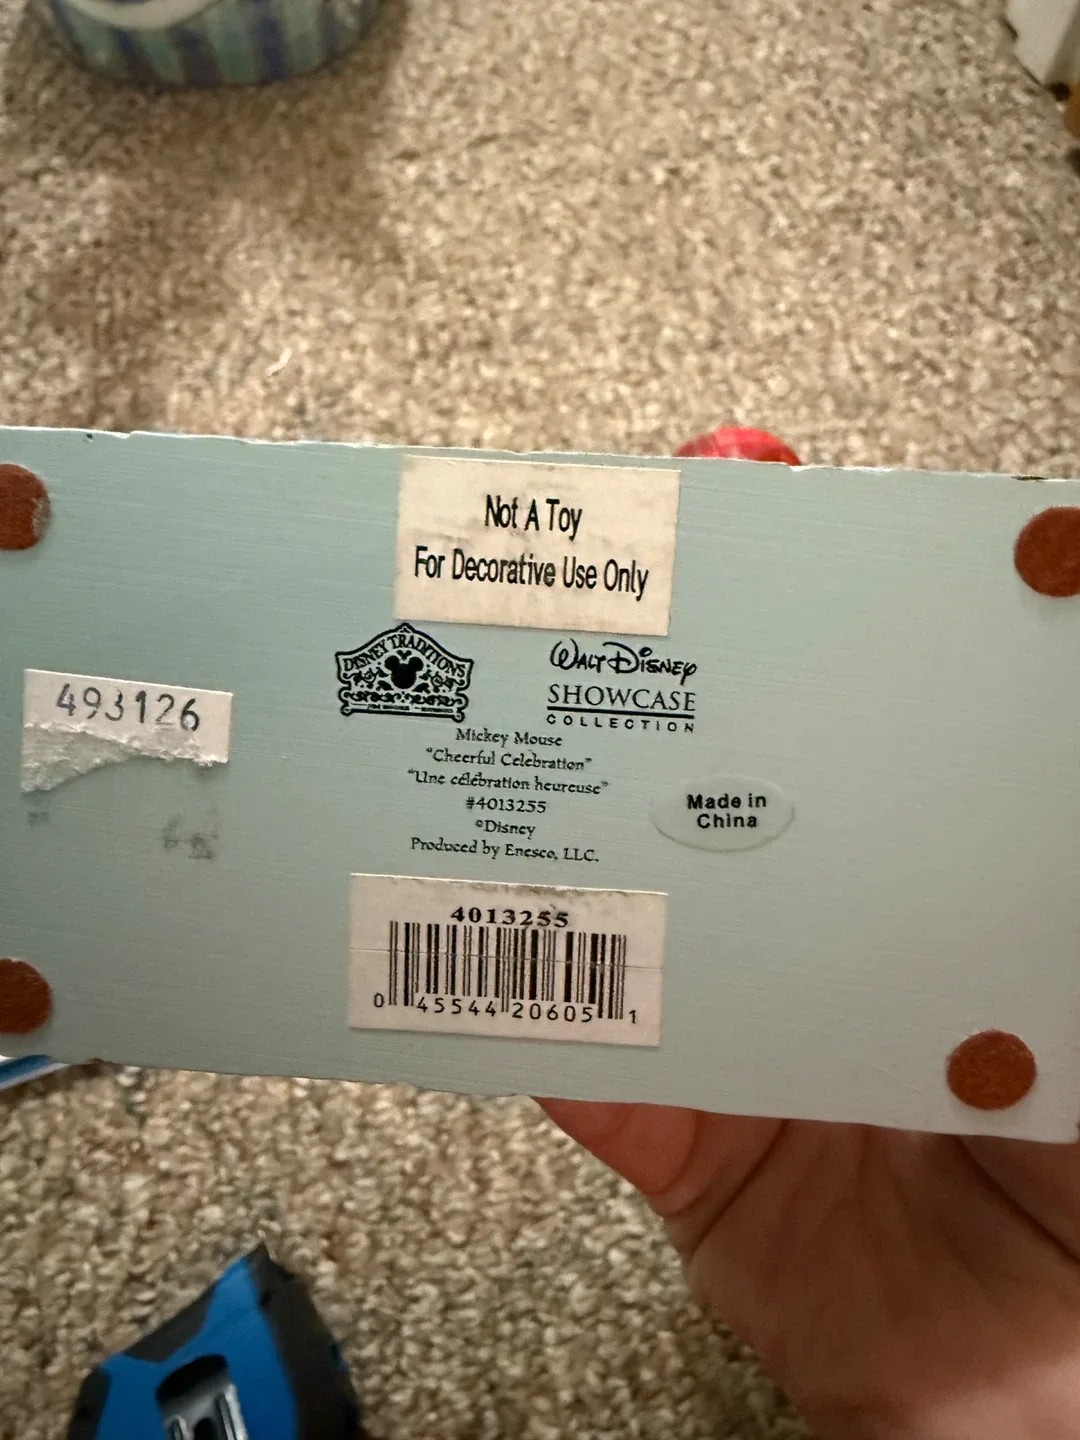 Not A Toy
For Decorative Use Only
DISNEY TRADITIONS
WALT DISNEY
SHOWCASE
COLLECTION
493126
Mickey Mouse
"Cheerful Celebration"
"Une célébration heureuse"
#4013255
©Disney
Produced by Enesco, LLC.
Made in
China
4013255
0 45544 20605 1